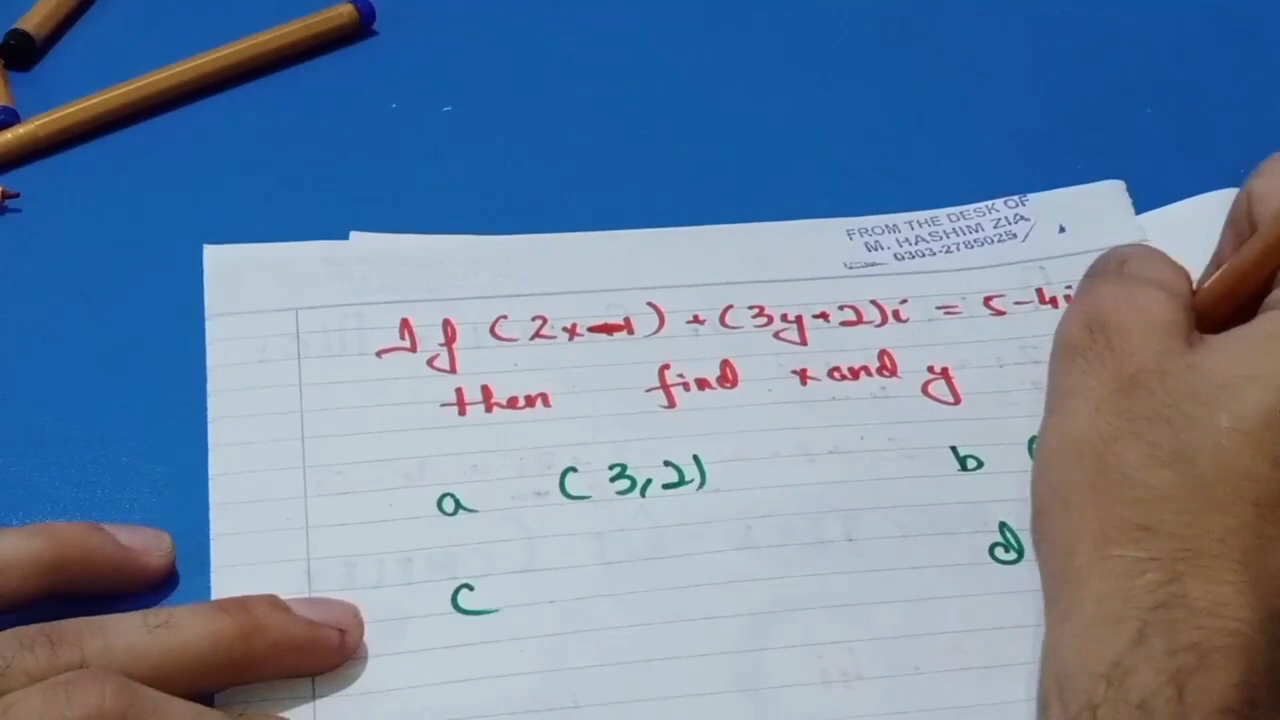 FROM THE DESK OF
M. HASHIM ZIA
0303-2785025
If (2x-1) + (3y+2)i = 5-4i
then find x and y
a (3,2) b (
c d